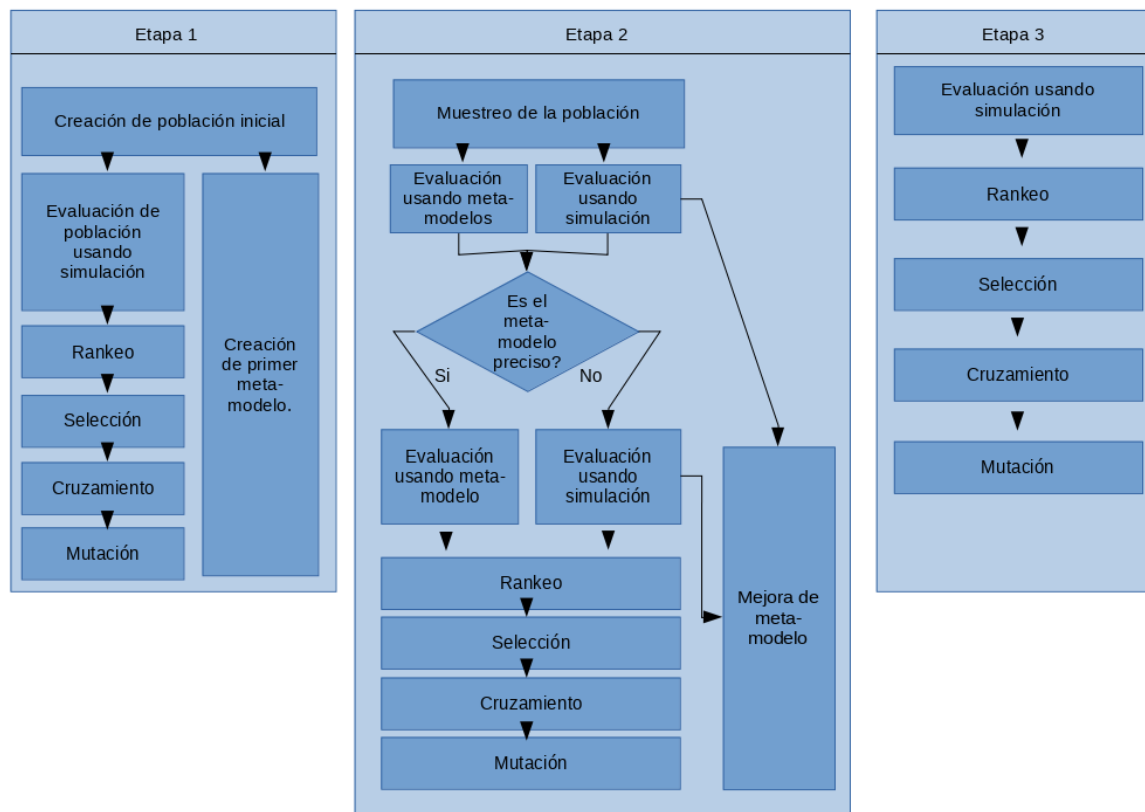 Etapa 1
Creación de población inicial
Evaluación de
población
usando
simulación
Rankeo
Selección
Cruzamiento
Mutación
Creación
de primer
meta-
modelo.
Etapa 2
Muestreo de la población
Evaluación
usando meta-
modelos
Evaluación
usando
simulación
Es el
meta-
modelo
preciso?
Si
No
Evaluación
usando meta-
modelo
Evaluación
usando
simulación
Rankeo
Selección
Cruzamiento
Mutación
Mejora de
meta-
modelo
Etapa 3
Evaluación usando
simulación
Rankeo
Selección
Cruzamiento
Mutación